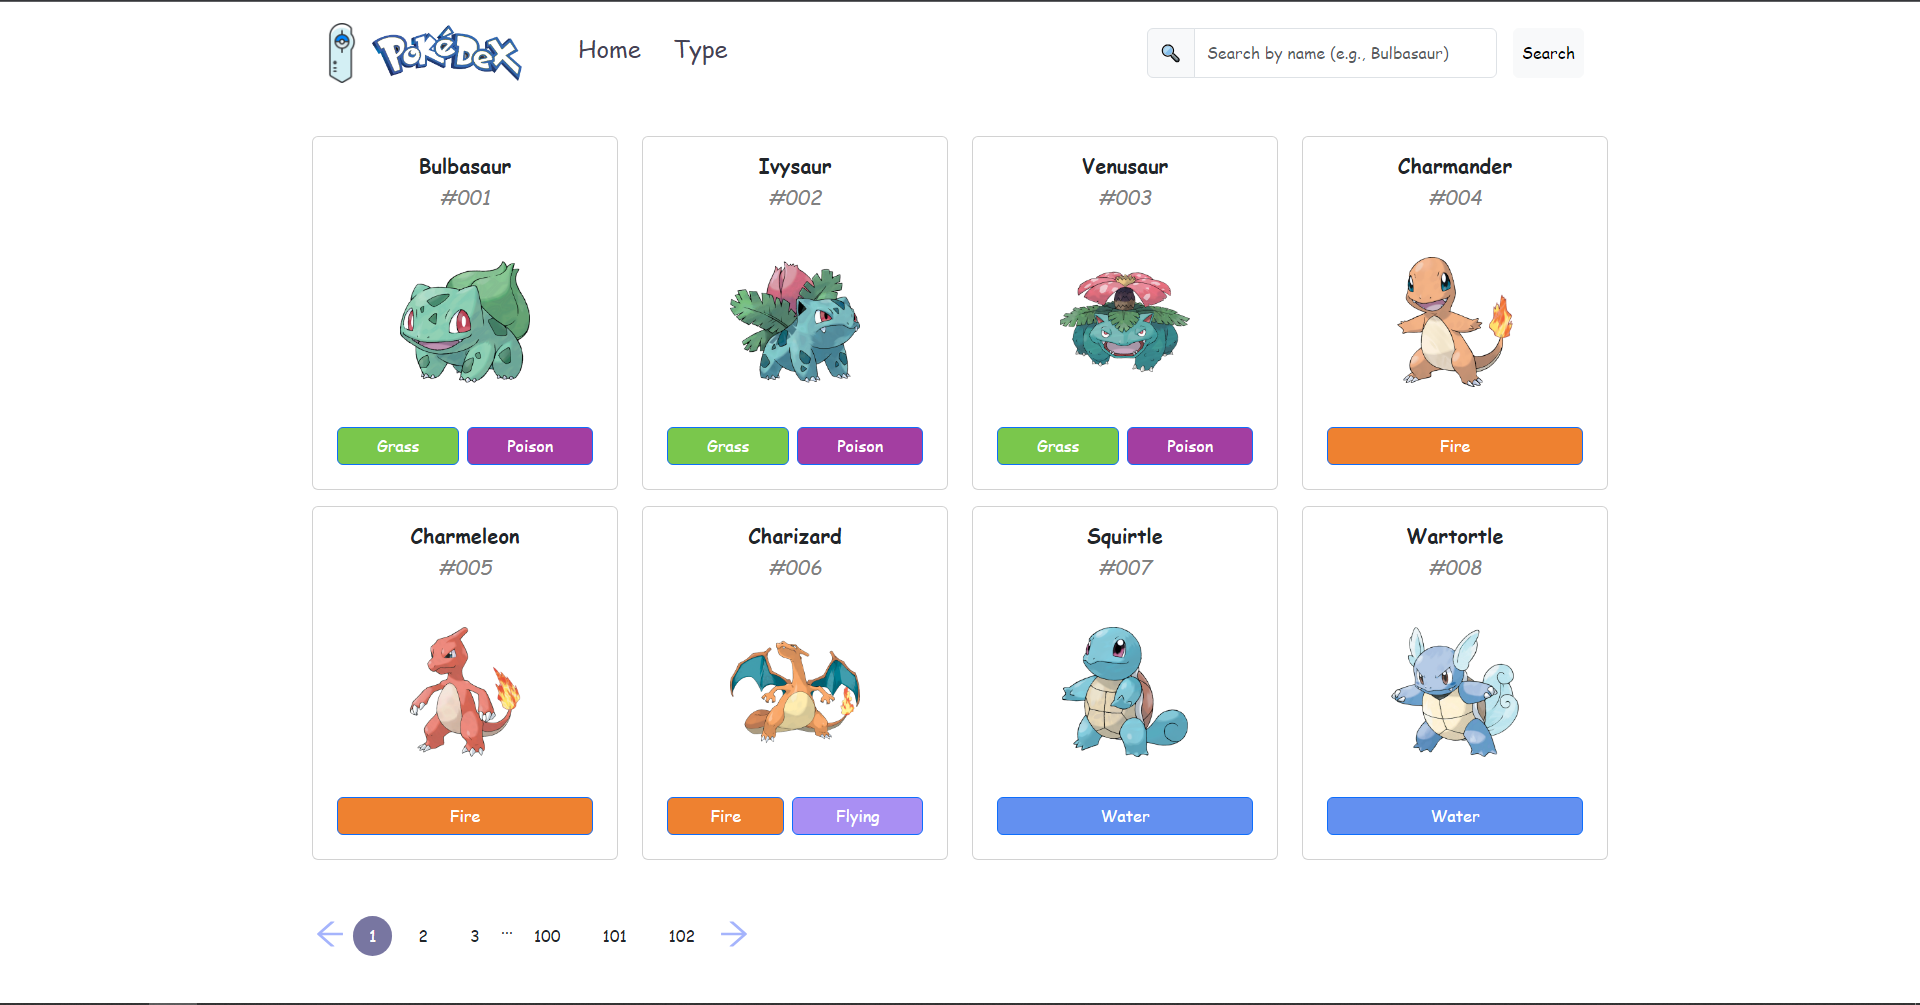 PokéDex Home Type Search by name (e.g., Bulbasaur) Search
Bulbasaur Ivysaur Venusaur Charmander
#001 #002 #003 #004
Grass Poison Grass Poison Grass Poison Fire
Charmeleon Charizard Squirtle Wartortle
#005 #006 #007 #008
Fire Fire Flying Water Water
1 2 3 ... 100 101 102